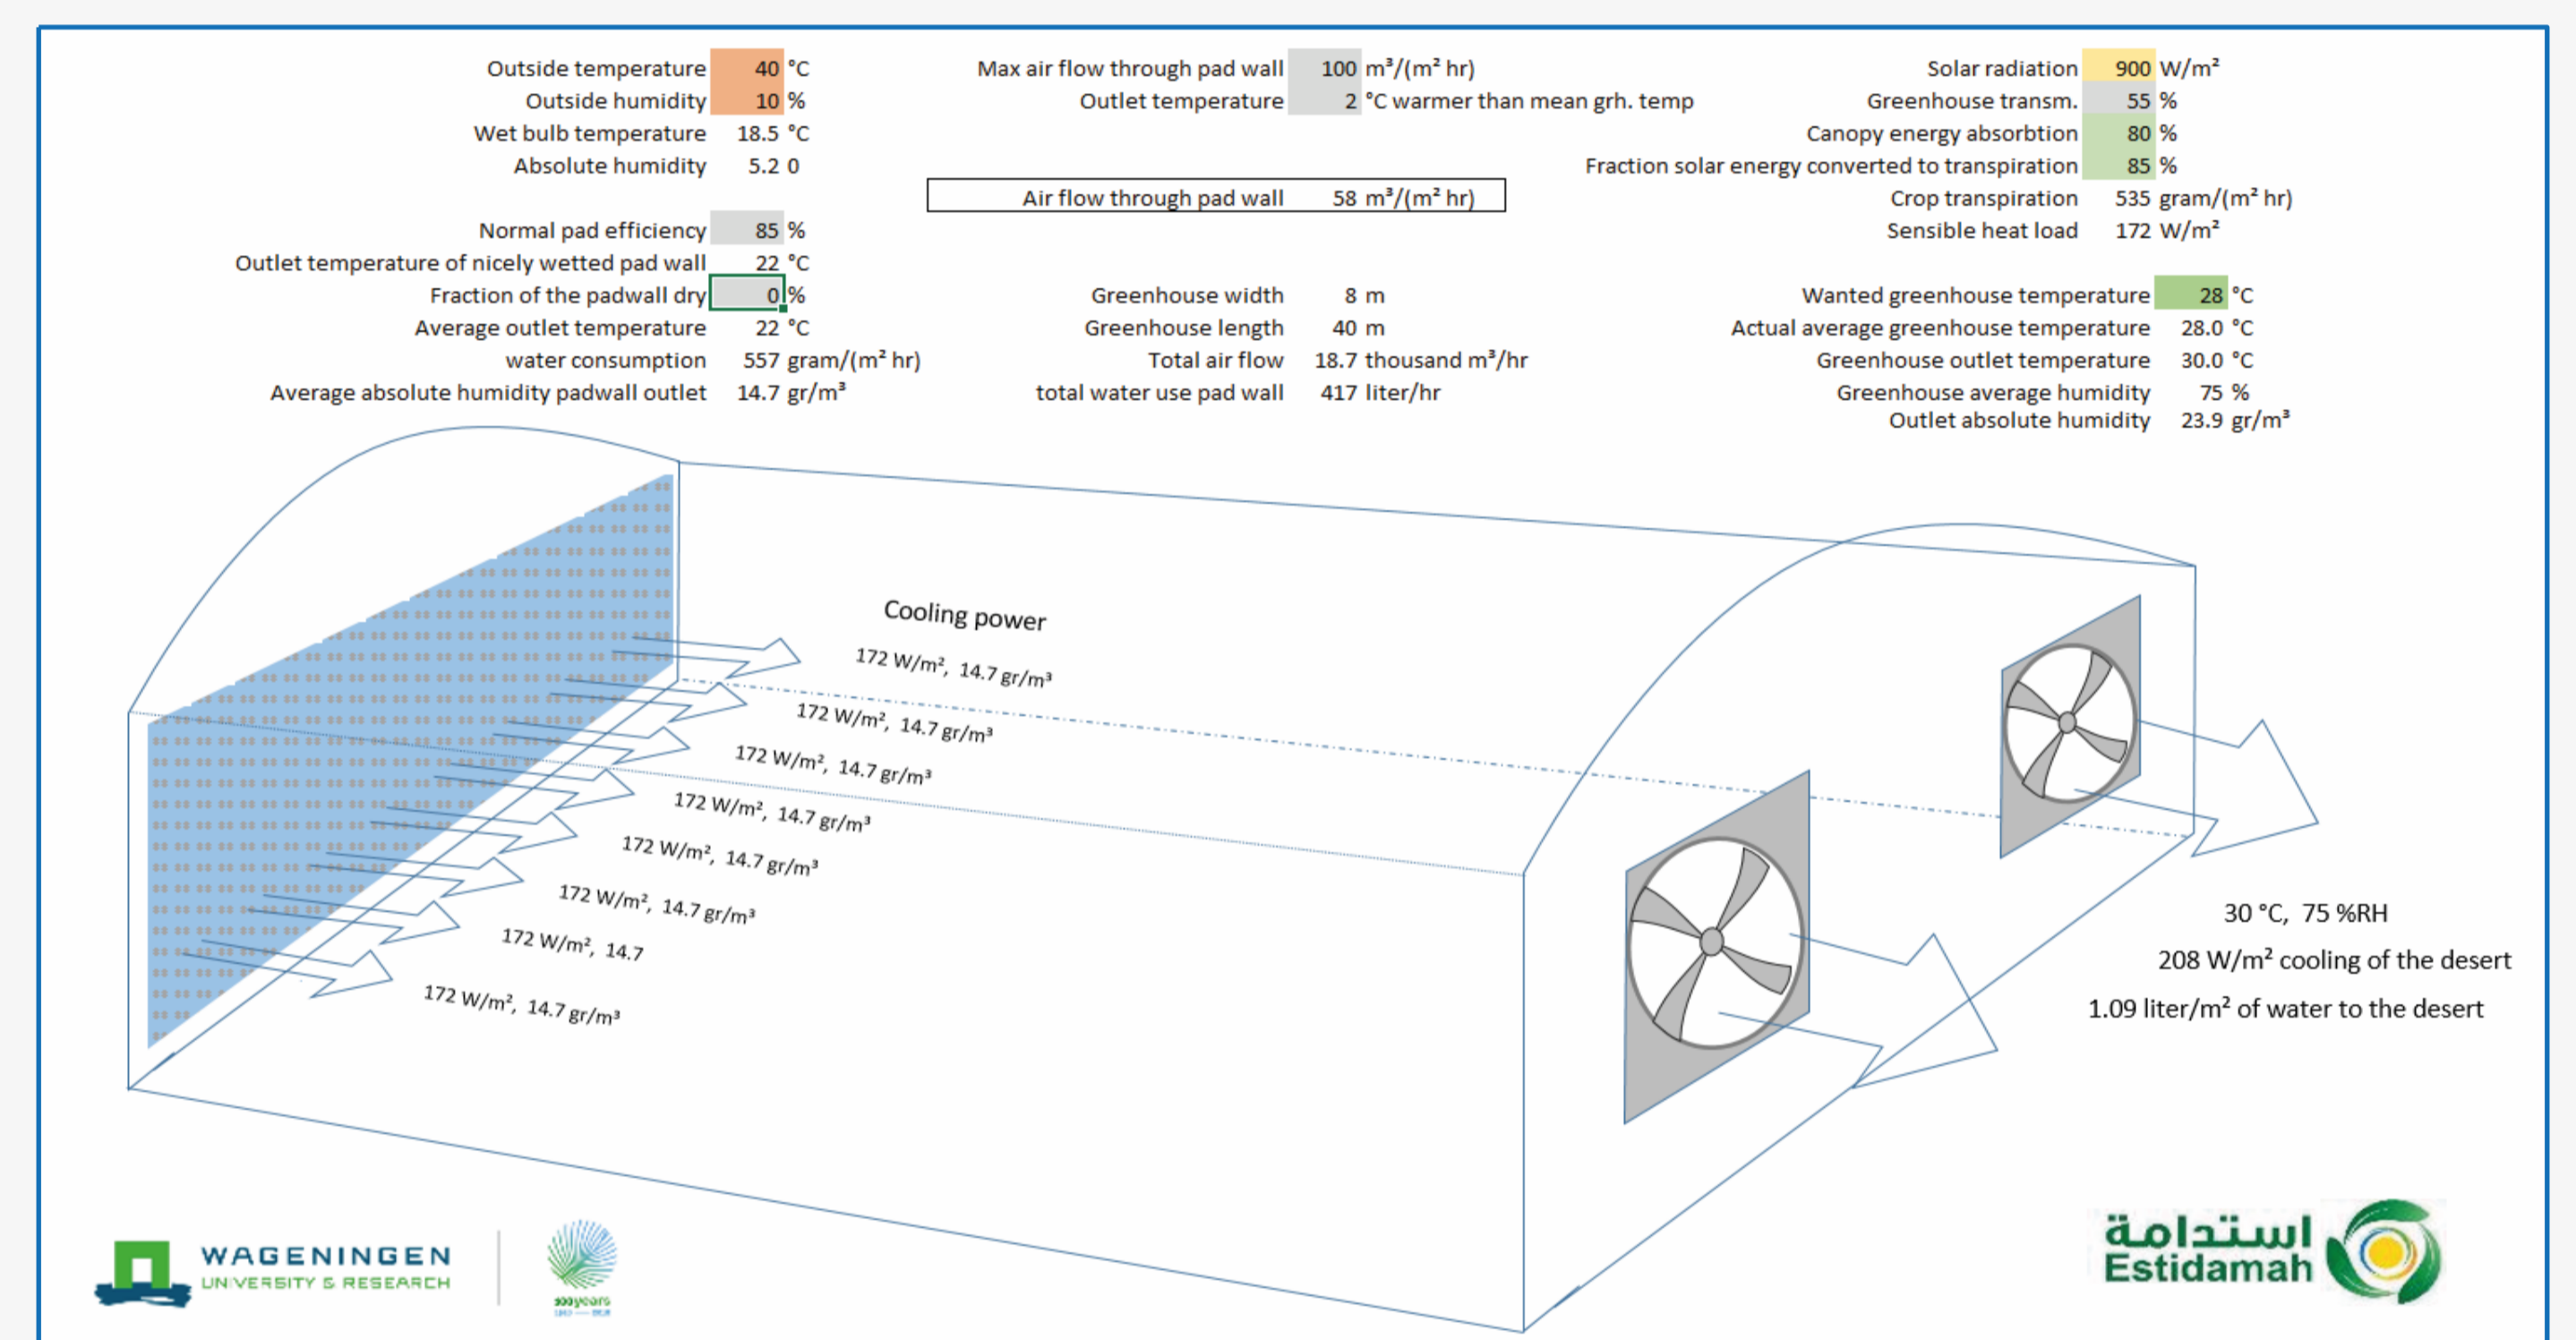 Outside temperature 40 °C
Outside humidity 10 %
Wet bulb temperature 18.5 °C
Absolute humidity 5.2 0
Normal pad efficiency 85 %
Outlet temperature of nicely wetted pad wall 22 °C
Fraction of the padwall dry 0 %
Average outlet temperature 22 °C
water consumption 557 gram/(m² hr)
Average absolute humidity padwall outlet 14.7 gr/m³
Max air flow through pad wall 100 m³/(m² hr)
Outlet temperature 2 °C warmer than mean grh. temp
Air flow through pad wall 58 m³/(m² hr)
Greenhouse width 8 m
Greenhouse length 40 m
Total air flow 18.7 thousand m³/hr
total water use pad wall 417 liter/hr
Solar radiation 900 W/m²
Greenhouse transm. 55 %
Canopy energy absorbtion 80 %
Fraction solar energy converted to transpiration 85 %
Crop transpiration 535 gram/(m² hr)
Sensible heat load 172 W/m²
Wanted greenhouse temperature 28 °C
Actual average greenhouse temperature 28.0 °C
Greenhouse outlet temperature 30.0 °C
Greenhouse average humidity 75 %
Outlet absolute humidity 23.9 gr/m³
Cooling power
172 W/m², 14.7 gr/m³
172 W/m², 14.7 gr/m³
172 W/m², 14.7 gr/m³
172 W/m², 14.7 gr/m³
172 W/m², 14.7 gr/m³
172 W/m², 14.7 gr/m³
172 W/m², 14.7
172 W/m², 14.7 gr/m³
30 °C, 75 %RH
208 W/m² cooling of the desert
1.09 liter/m² of water to the desert
WAGENINGEN
UNIVERSITY & RESEARCH
100years
استدامة
Estidamah